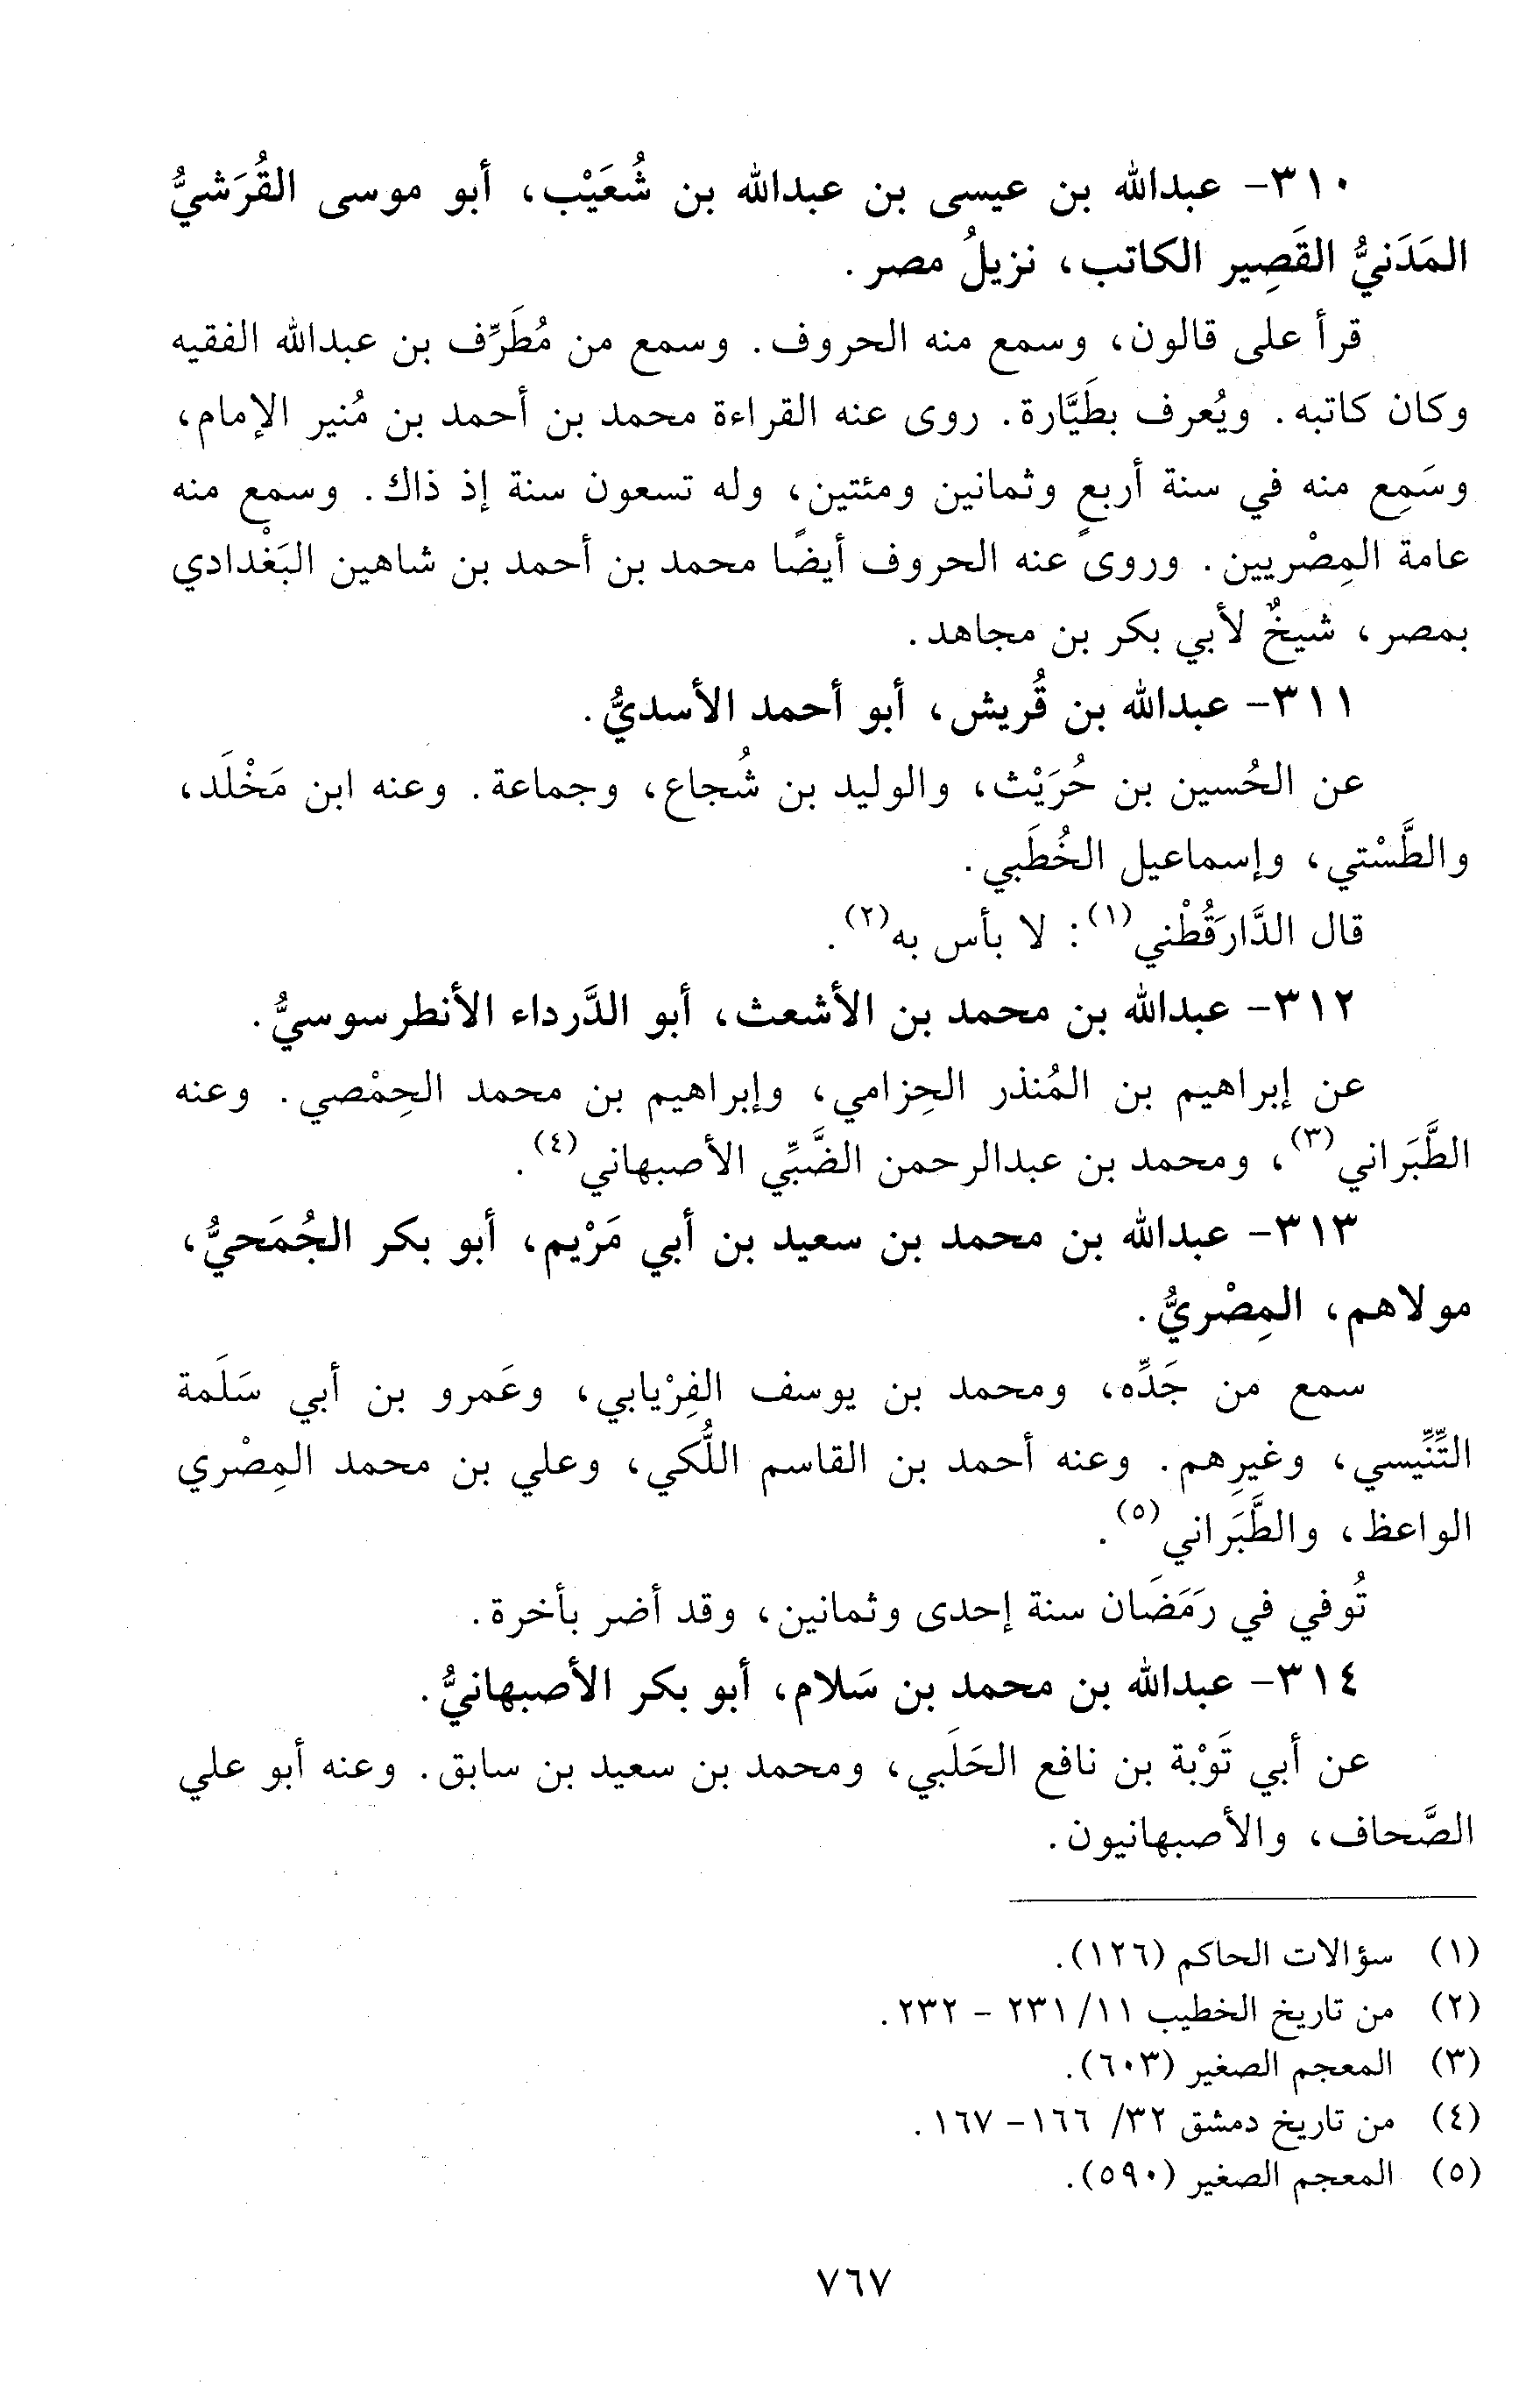 ٣١٠- عبدالله بن عيسى بن عبدالله بن شُعَيْب، أبو موسى القُرَشيُّ
المَدَنيُّ القَصِير الكاتب، نزيلُ مصر.
قرأ على قالون، وسمع منه الحروف. وسمع من مُطَرِّف بن عبدالله الفقيه
وكان كاتبه. ويُعرف بطَيَّارة. روى عنه القراءة محمد بن أحمد بن مُنير الإمام،
وسَمِع منه في سنة أربعٍ وثمانين ومئتين، وله تسعون سنة إذ ذاك. وسمع منه
عامة المِصْريين. وروى عنه الحروف أيضًا محمد بن أحمد بن شاهين البَغْدادي
بمصر، شيخٌ لأبي بكر بن مجاهد.
٣١١- عبدالله بن قُريش، أبو أحمد الأسديُّ.
عن الحُسين بن حُرَيْث، والوليد بن شُجاع، وجماعة. وعنه ابن مَخْلَد،
والطَّسْتي، وإسماعيل الخُطَبي.
قال الدَّارَقُطْني(١): لا بأس به(٢).
٣١٢- عبدالله بن محمد بن الأشعث، أبو الدَّرداء الأنطرسوسيُّ.
عن إبراهيم بن المُنذر الحِزامي، وإبراهيم بن محمد الحِمْصي. وعنه
الطَّبَراني(٣)، ومحمد بن عبدالرحمن الضَّبِّي الأصبهاني(٤).
٣١٣- عبدالله بن محمد بن سعيد بن أبي مَرْيم، أبو بكر الجُمَحيُّ،
مولاهم، المِصْريُّ.
سمع من جَدِّه، ومحمد بن يوسف الفِرْيابي، وعَمرو بن أبي سَلَمة
التِّنِّيسي، وغيرِهم. وعنه أحمد بن القاسم اللُّكي، وعلي بن محمد المِصْري
الواعظ، والطَّبَراني(٥).
تُوفي في رَمَضَان سنة إحدى وثمانين، وقد أضر بأخرة.
٣١٤- عبدالله بن محمد بن سَلام، أبو بكر الأصبهانيُّ.
عن أبي تَوْبة بن نافع الحَلَبي، ومحمد بن سعيد بن سابق. وعنه أبو علي
الصَّحاف، والأصبهانيون.
(١) سؤالات الحاكم (١٢٦).
(٢) من تاريخ الخطيب ١١/ ٢٣١ - ٢٣٢.
(٣) المعجم الصغير (٦٠٣).
(٤) من تاريخ دمشق ٣٢/ ١٦٦- ١٦٧.
(٥) المعجم الصغير (٥٩٠).
٧٦٧